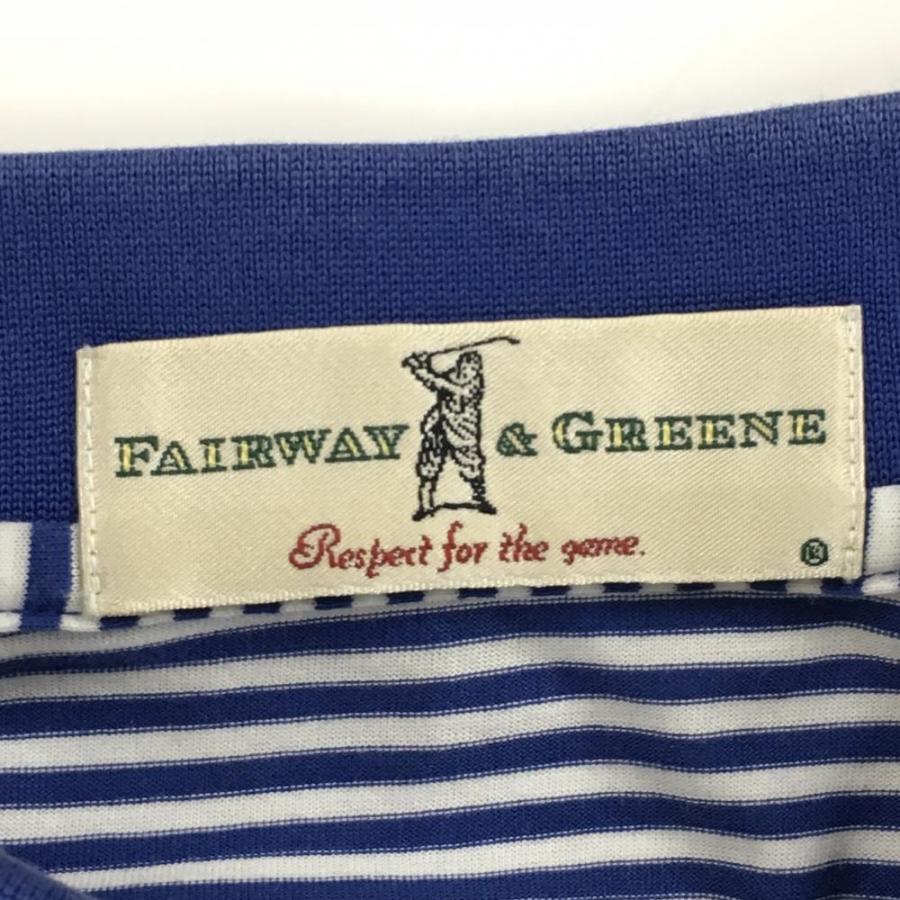 FAIRWAY & GREENE
Respect for the game.
®